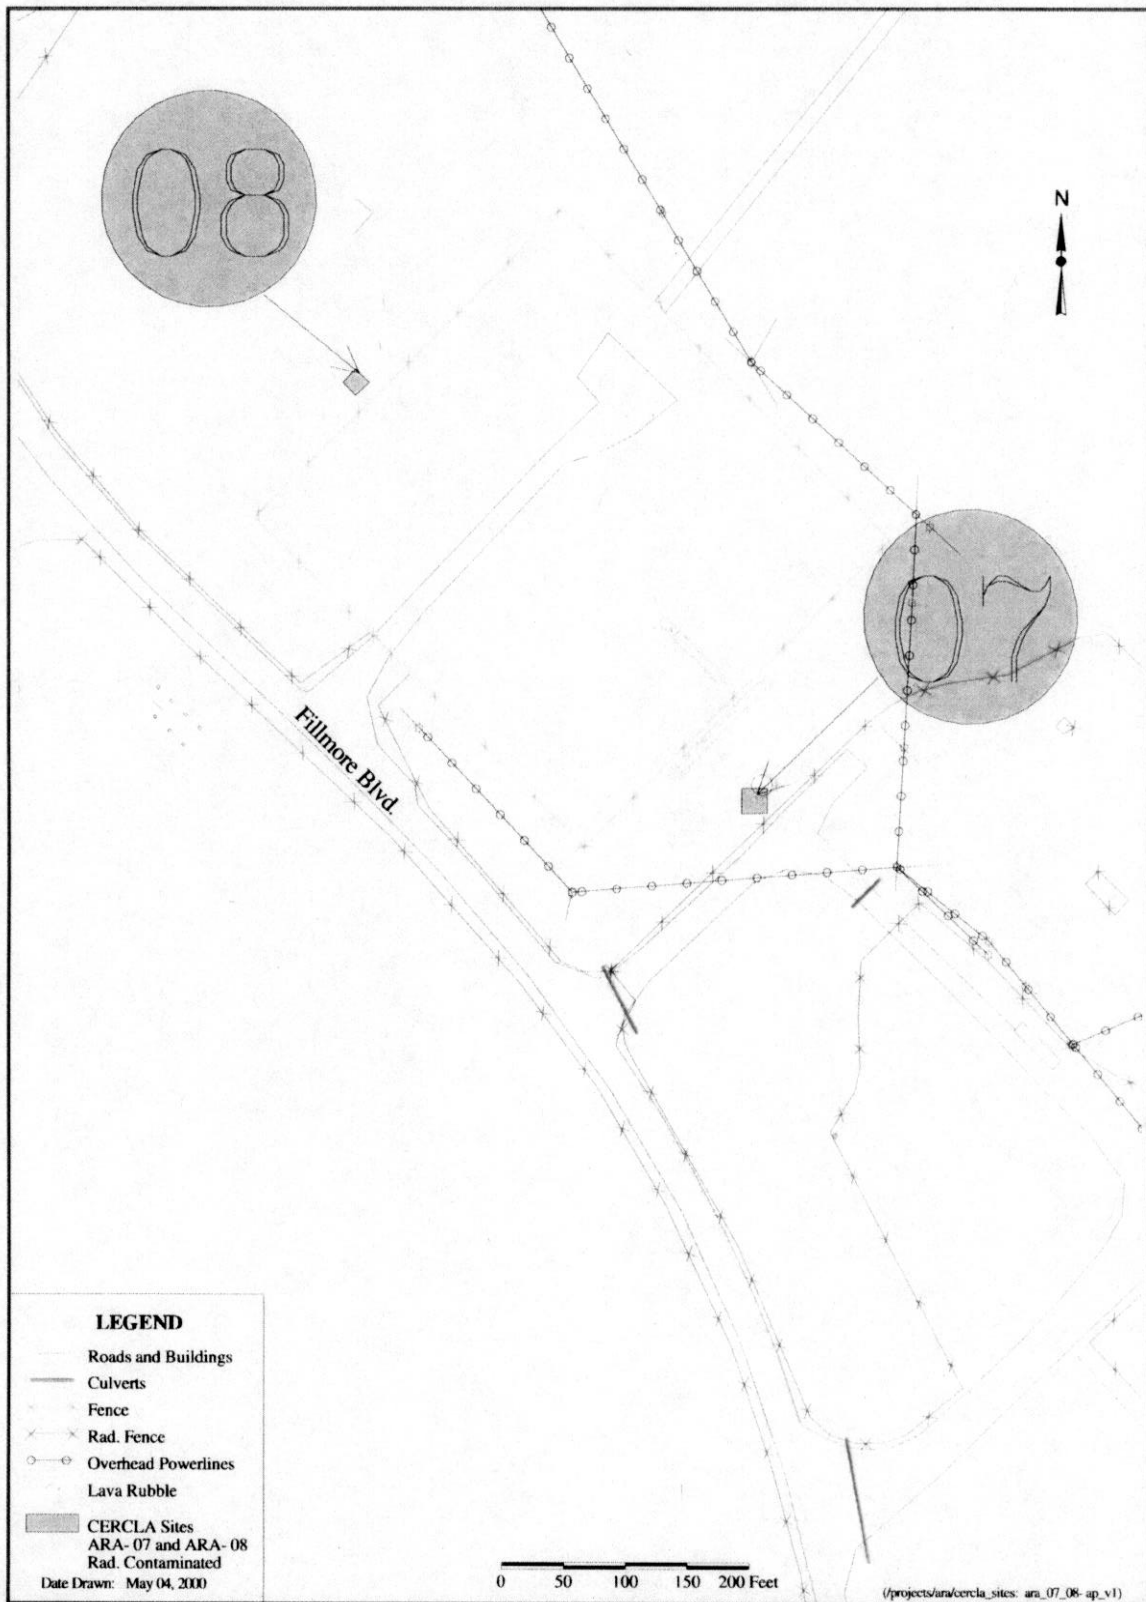 08
N
07
Fillmore Blvd.
LEGEND
Roads and Buildings
Culverts
Fence
Rad. Fence
Overhead Powerlines
Lava Rubble
CERCLA Sites
ARA- 07 and ARA- 08
Rad. Contaminated
Date Drawn: May 04, 2000
0 50 100 150 200 Feet
(/projects/ara/cercla_sites: ara_07_08- ap_v1)